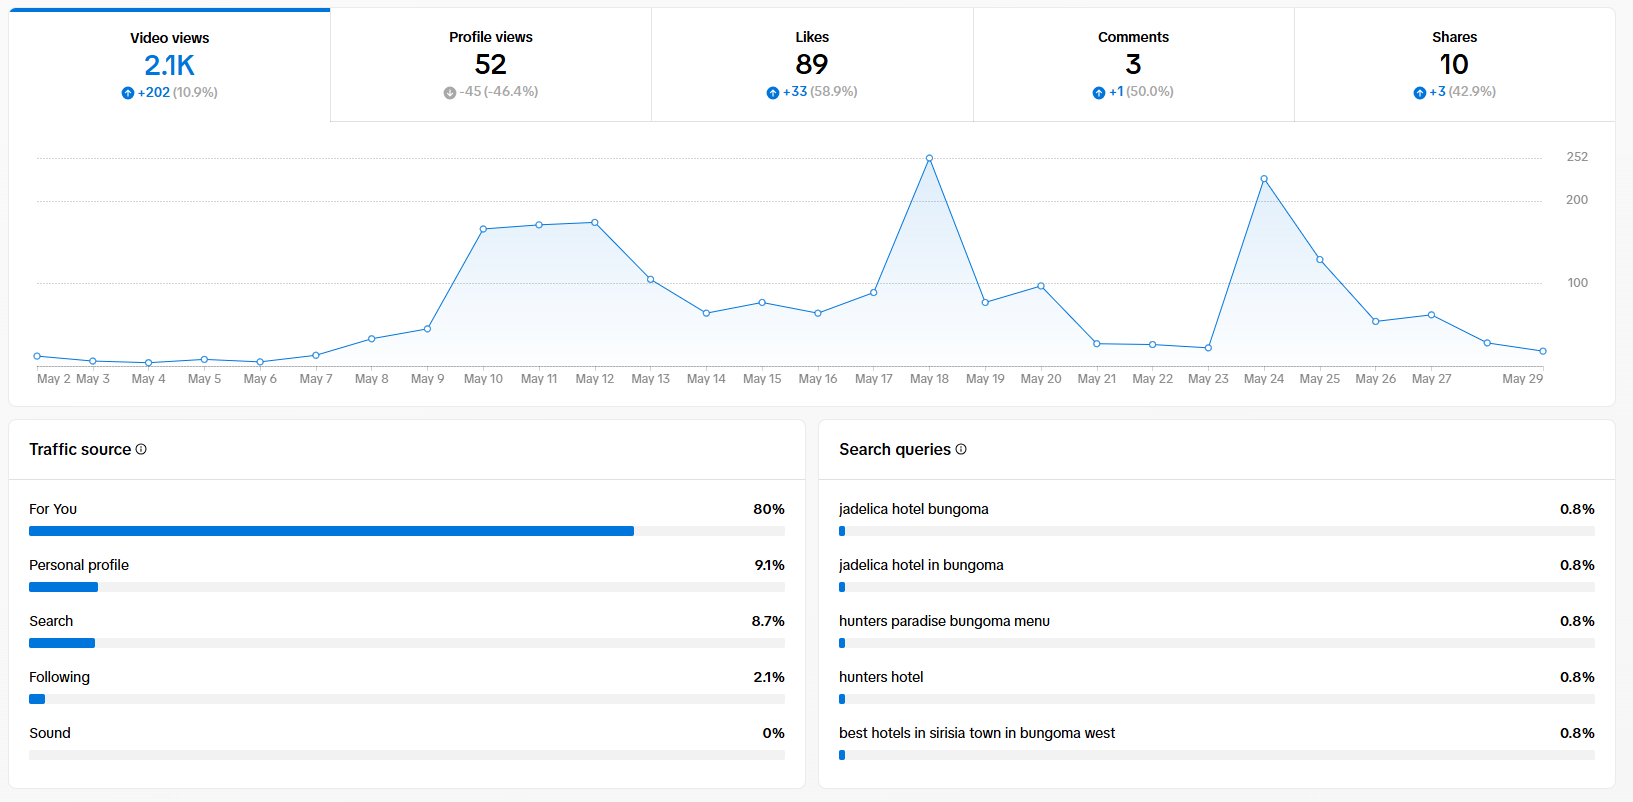 Video views
2.1K
+202 (10.9%)
Profile views
52
-45 (-46.4%)
Likes
89
+33 (58.9%)
Comments
3
+1 (50.0%)
Shares
10
+3 (42.9%)
252
200
100
May 2 May 3 May 4 May 5 May 6 May 7 May 8 May 9 May 10 May 11 May 12 May 13 May 14 May 15 May 16 May 17 May 18 May 19 May 20 May 21 May 22 May 23 May 24 May 25 May 26 May 27 May 29
Traffic source
For You 80%
Personal profile 9.1%
Search 8.7%
Following 2.1%
Sound 0%
Search queries
jadelica hotel bungoma 0.8%
jadelica hotel in bungoma 0.8%
hunters paradise bungoma menu 0.8%
hunters hotel 0.8%
best hotels in sirisia town in bungoma west 0.8%